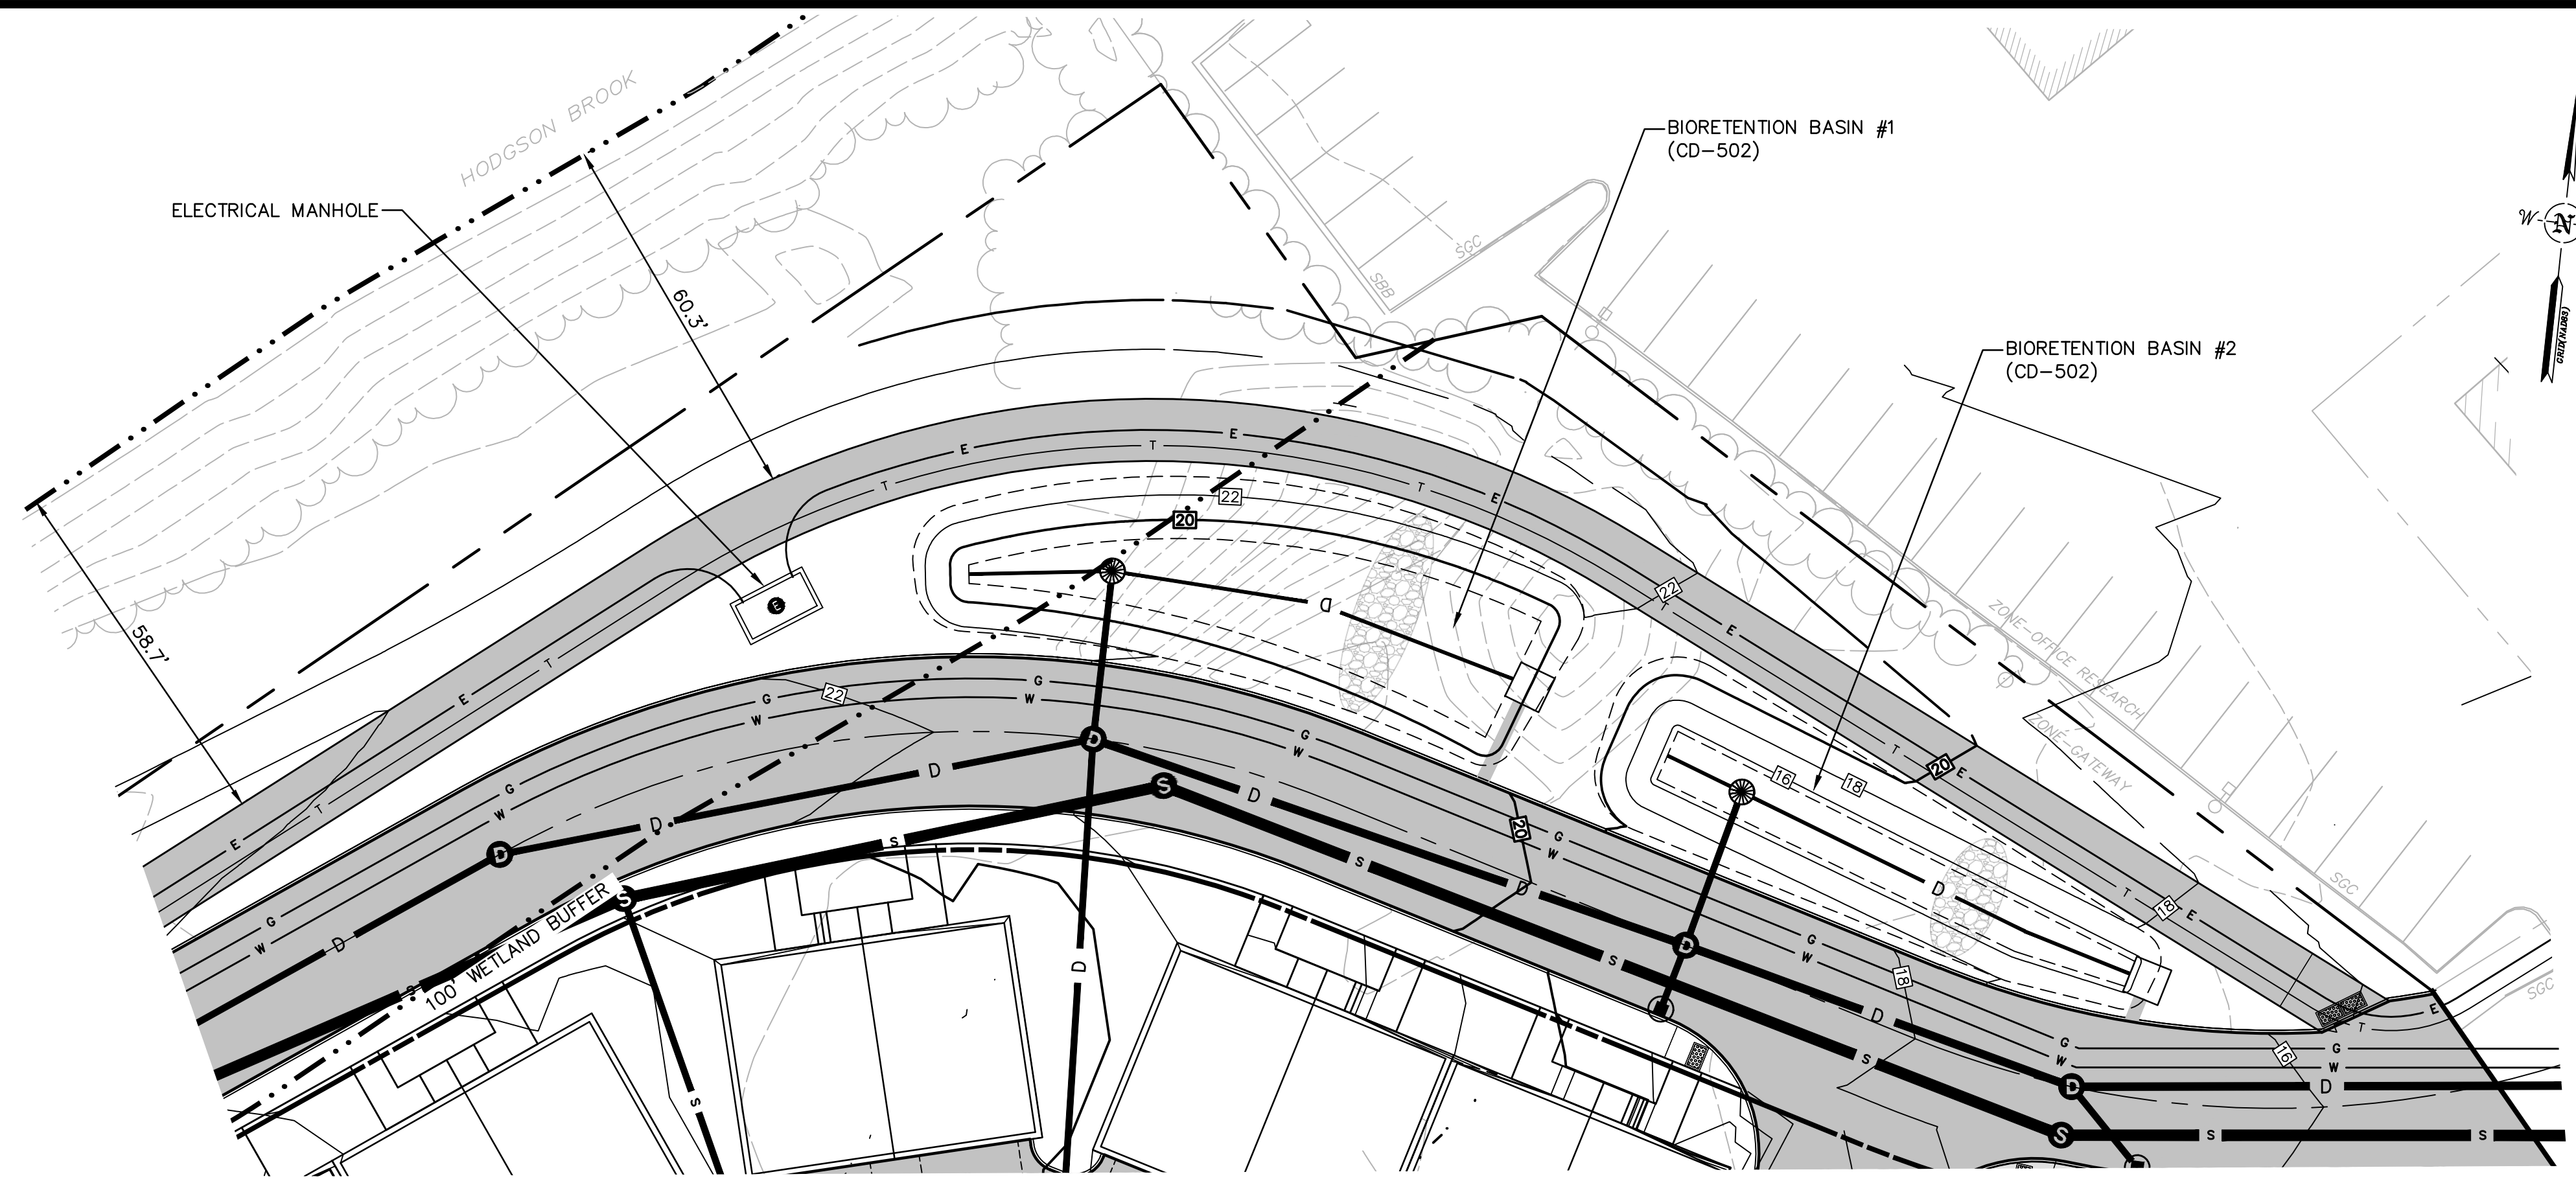 HODGSON BROOK
ELECTRICAL MANHOLE
60.3'
58.7'
BIORETENTION BASIN #1
(CD-502)
BIORETENTION BASIN #2
(CD-502)
W
N
GRID(NAD83)
SBB
SGC
ZONE-OFFICE RESEARCH
ZONE-GATEWAY
SGC
SGC
E
E
E
E
E
E
E
E
E
E
T
T
T
T
T
T
T
T
T
T
22
20
22
22
20
16
18
18
20
18
16
G
G
G
G
G
G
G
G
G
W
W
W
W
W
W
W
W
W
D
D
D
D
D
D
D
D
D
D
D
D
D
D
S
S
S
S
S
S
S
S
S
S
S
100' WETLAND BUFFER